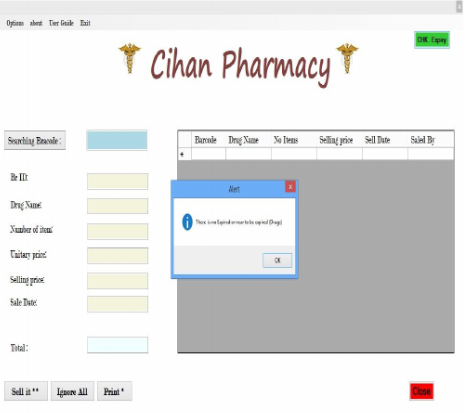 Options about User Guide Exit
CHK. Expiry
Cihan Pharmacy
Searching Bracode :
Barcode Drug Name No Items Selling price Sell Date Saled By
Br ID:
Alert
Drug Name:
There is no Expired or near to be expired (Drugs)
Number of item:
Unitary price:
OK
Selling price:
Sale Date:
Total :
Sell it ** Ignore All Print * Close